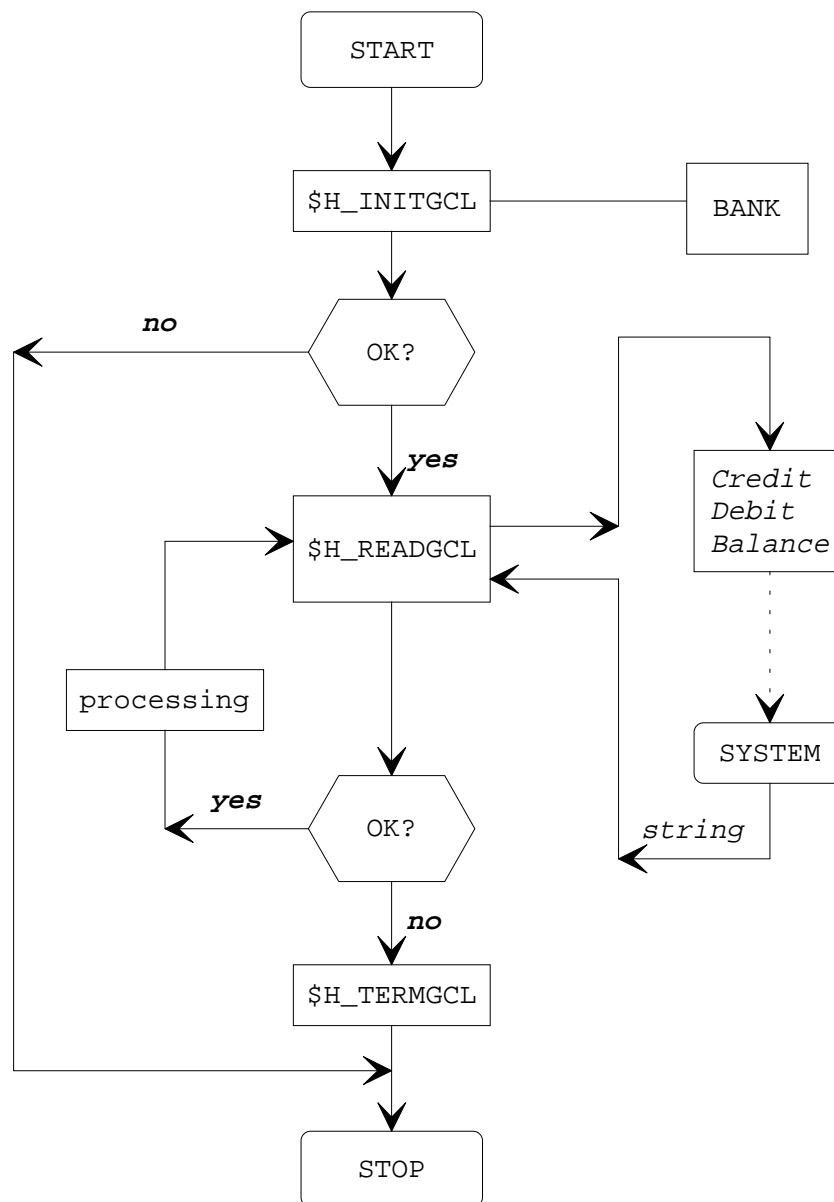 START
$H_INITGCL
BANK
no
OK?
yes
Credit
Debit
Balance
$H_READGCL
processing
SYSTEM
yes
OK?
string
no
$H_TERMGCL
STOP